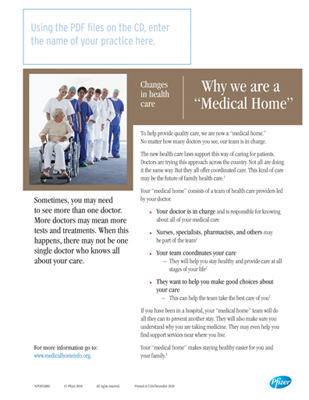 Using the PDF files on the CD, enter
the name of your practice here.
Changes
in health
care
Why we are a
“Medical Home”
To help provide quality care, we are now a “medical home.”
No matter how many doctors you see, our team is in charge.
The new health care laws support this way of caring for patients.
Doctors are trying this approach across the country. Not all are doing
it the same way. But they all offer coordinated care. This kind of care
may be the future of family health care.¹
Your “medical home” consists of a team of health care providers led
by your doctor.
Your doctor is in charge and is responsible for knowing
about all of your medical care
Nurses, specialists, pharmacists, and others may
be part of the team²
Your team coordinates your care
– They will help you stay healthy and provide care at all
stages of your life²
They want to help you make good choices about
your care
– This can help the team take the best care of you²
If you have been in a hospital, your “medical home” team will do
all they can to prevent another stay. They will also make sure you
understand why you are taking medicine. They may even help you
find support services near where you live.
Your “medical home” makes staying healthy easier for you and
your family.³
Sometimes, you may need
to see more than one doctor.
More doctors may mean more
tests and treatments. When this
happens, there may not be one
single doctor who knows all
about your care.
For more information go to:
www.medicalhomeinfo.org.
© Pfizer 2010
All rights reserved.
Printed in USA/December 2010
Pfizer